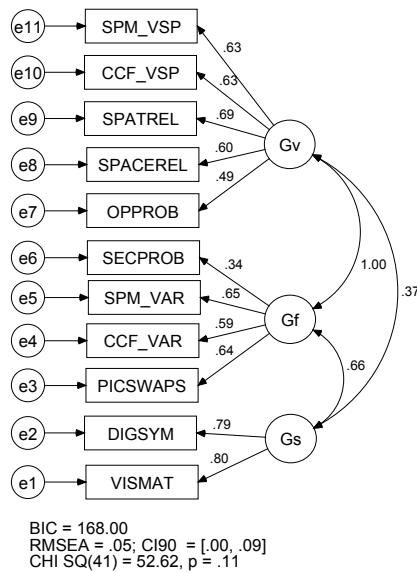 e11 SPM_VSP
.63
e10 CCF_VSP .63
e9 SPATREL .69
Gv
e8 SPACEREL .60
.49
e7 OPPROB
e6 SECPROB
.34 1.00
.37
e5 SPM_VAR .65
Gf
e4 CCF_VAR .59
.64
.66
e3 PICSWAPS
e2 DIGSYM .79
Gs
.80
e1 VISMAT
BIC = 168.00
RMSEA = .05; CI90 = [.00, .09]
CHI SQ(41) = 52.62, p = .11